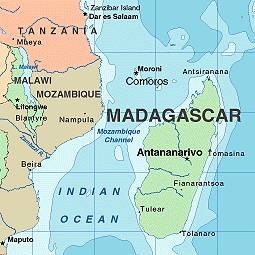 Zanzibar Island
Dar es Salaam
TANZANIA
Mbeya
Moroni
Comoros
Antsiranana
L. Malawi
MALAWI
MOZAMBIQUE
Lilongwe
Blantyre
Nampula
MADAGASCAR
Mozambique
Channel
Antananarivo
Tomasina
Beira
Fianarantsoa
INDIAN
OCEAN
Tulear
Maputo
Tolanaro